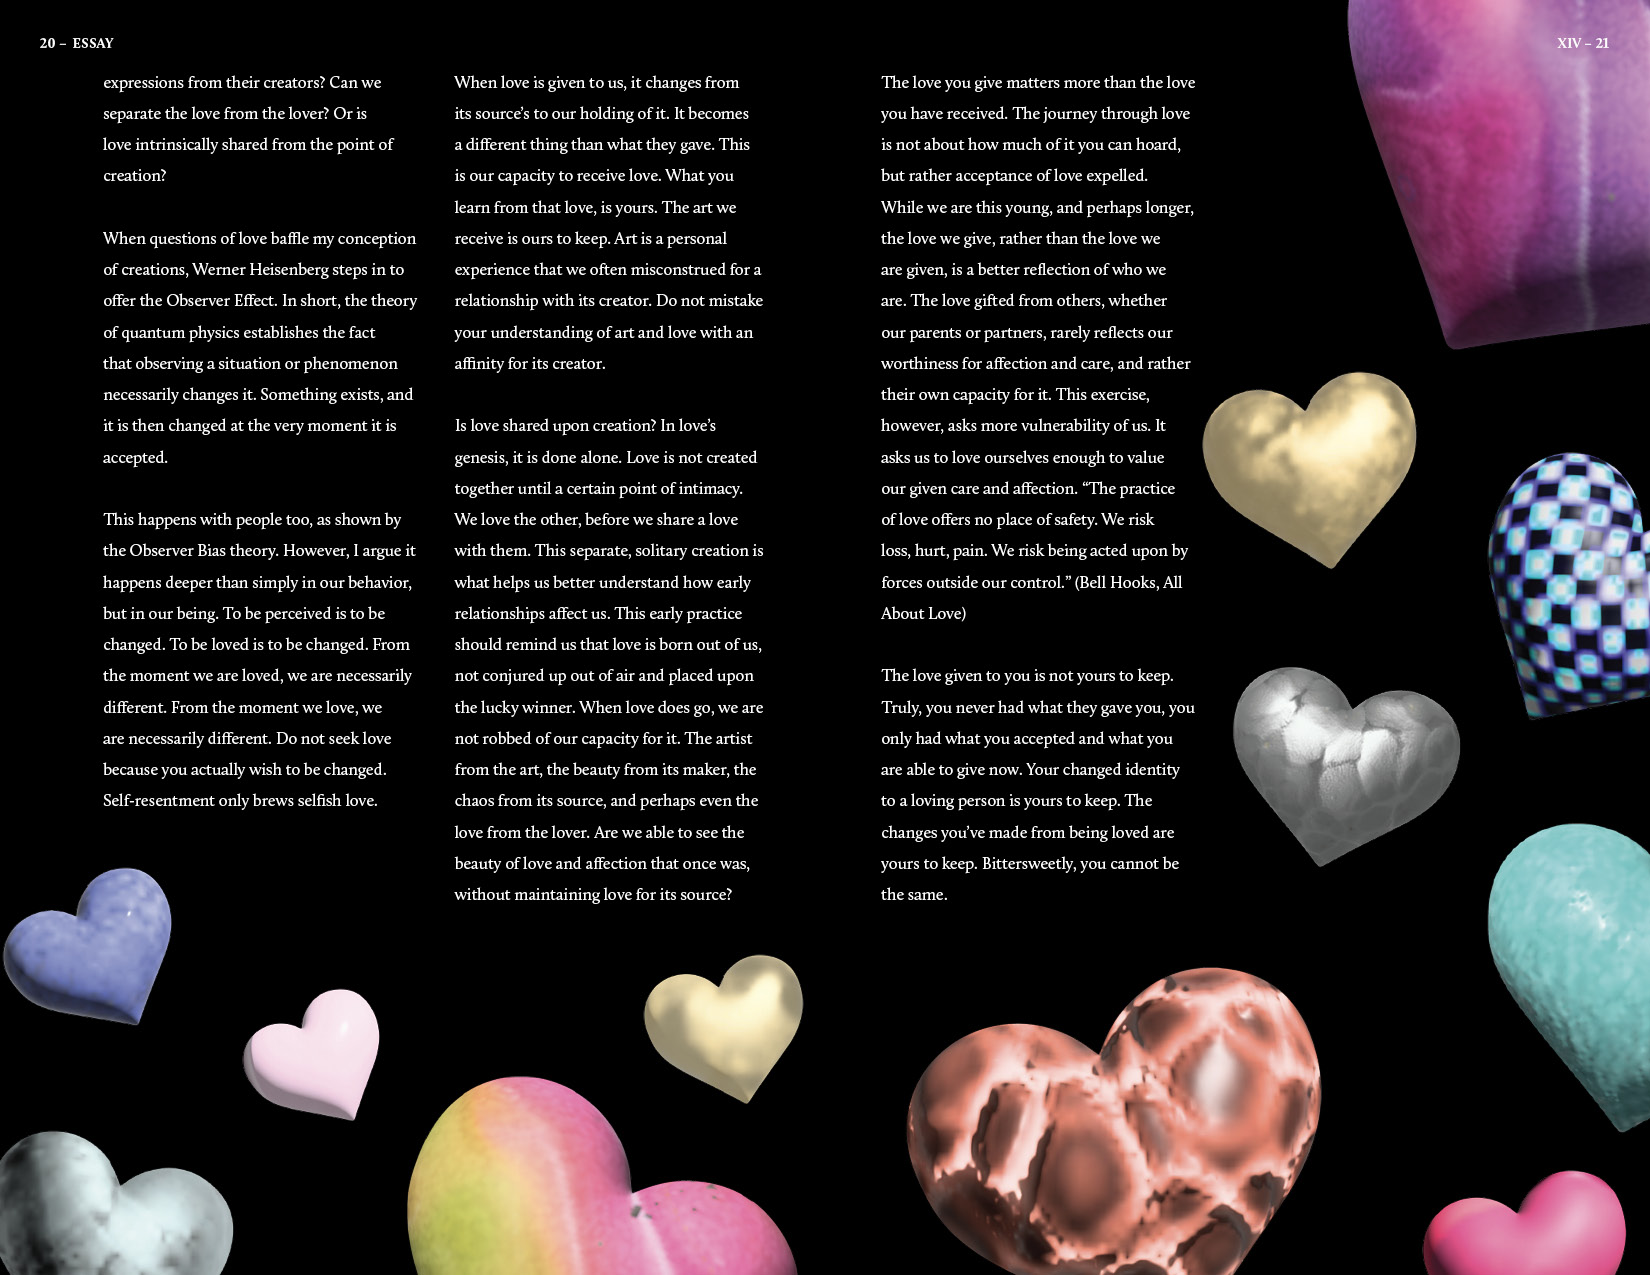 20 – ESSAY
XIV – 21
expressions from their creators? Can we
separate the love from the lover? Or is
love intrinsically shared from the point of
creation?
When questions of love baffle my conception
of creations, Werner Heisenberg steps in to
offer the Observer Effect. In short, the theory
of quantum physics establishes the fact
that observing a situation or phenomenon
necessarily changes it. Something exists, and
it is then changed at the very moment it is
accepted.
This happens with people too, as shown by
the Observer Bias theory. However, I argue it
happens deeper than simply in our behavior,
but in our being. To be perceived is to be
changed. To be loved is to be changed. From
the moment we are loved, we are necessarily
different. From the moment we love, we
are necessarily different. Do not seek love
because you actually wish to be changed.
Self-resentment only brews selfish love.
When love is given to us, it changes from
its source’s to our holding of it. It becomes
a different thing than what they gave. This
is our capacity to receive love. What you
learn from that love, is yours. The art we
receive is ours to keep. Art is a personal
experience that we often misconstrued for a
relationship with its creator. Do not mistake
your understanding of art and love with an
affinity for its creator.
Is love shared upon creation? In love’s
genesis, it is done alone. Love is not created
together until a certain point of intimacy.
We love the other, before we share a love
with them. This separate, solitary creation is
what helps us better understand how early
relationships affect us. This early practice
should remind us that love is born out of us,
not conjured up out of air and placed upon
the lucky winner. When love does go, we are
not robbed of our capacity for it. The artist
from the art, the beauty from its maker, the
chaos from its source, and perhaps even the
love from the lover. Are we able to see the
beauty of love and affection that once was,
without maintaining love for its source?
The love you give matters more than the love
you have received. The journey through love
is not about how much of it you can hoard,
but rather acceptance of love expelled.
While we are this young, and perhaps longer,
the love we give, rather than the love we
are given, is a better reflection of who we
are. The love gifted from others, whether
our parents or partners, rarely reflects our
worthiness for affection and care, and rather
their own capacity for it. This exercise,
however, asks more vulnerability of us. It
asks us to love ourselves enough to value
our given care and affection. “The practice
of love offers no place of safety. We risk
loss, hurt, pain. We risk being acted upon by
forces outside our control.” (Bell Hooks, All
About Love)
The love given to you is not yours to keep.
Truly, you never had what they gave you, you
only had what you accepted and what you
are able to give now. Your changed identity
to a loving person is yours to keep. The
changes you’ve made from being loved are
yours to keep. Bittersweetly, you cannot be
the same.